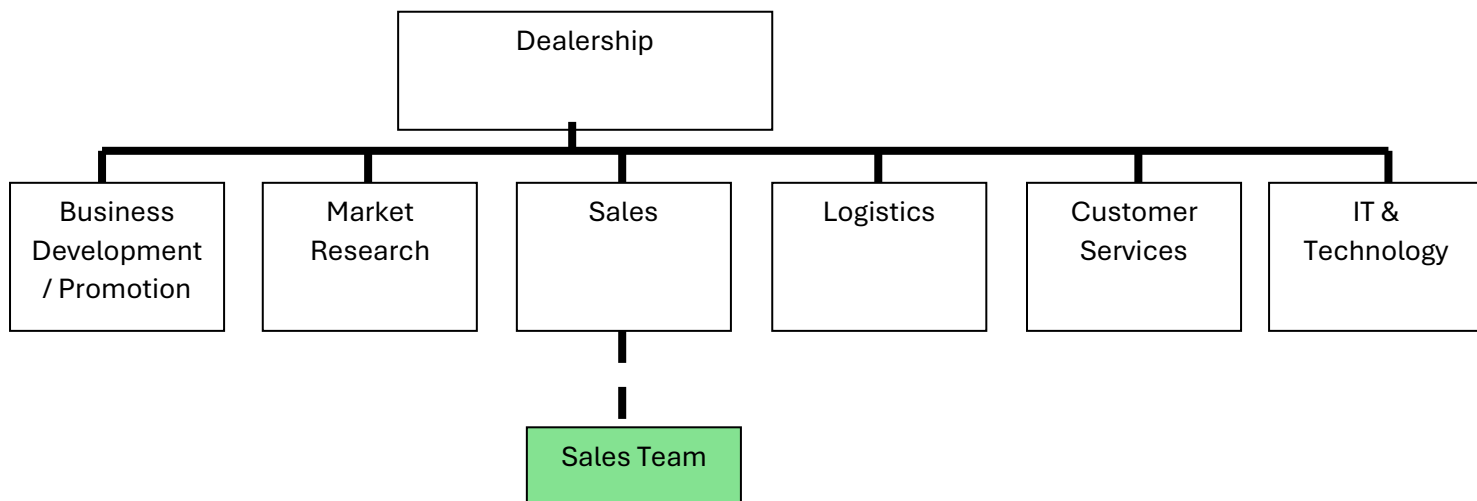 Dealership
Business
Development
/ Promotion
Market
Research
Sales
Logistics
Customer
Services
IT &
Technology
Sales Team